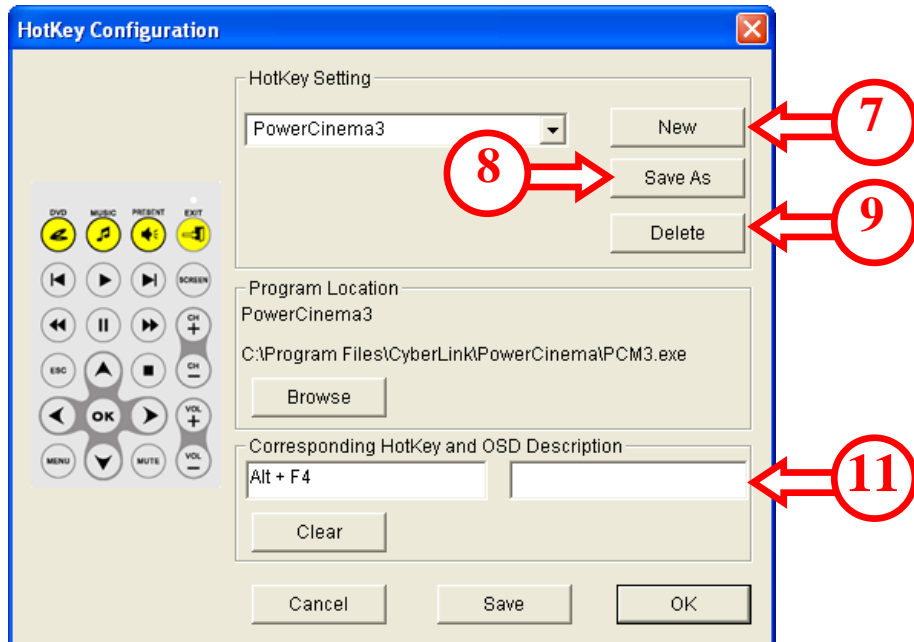 HotKey Configuration
HotKey Setting
PowerCinema3
New
7
8
Save As
Delete
9
DVD MUSIC PRESENT EXIT
SCREEN
CH
+
ESC
CH
-
OK
VOL
+
MENU
MUTE
VOL
-
Program Location
PowerCinema3
C:\Program Files\CyberLink\PowerCinema\PCM3.exe
Browse
Corresponding HotKey and OSD Description
Alt + F4
11
Clear
Cancel
Save
OK